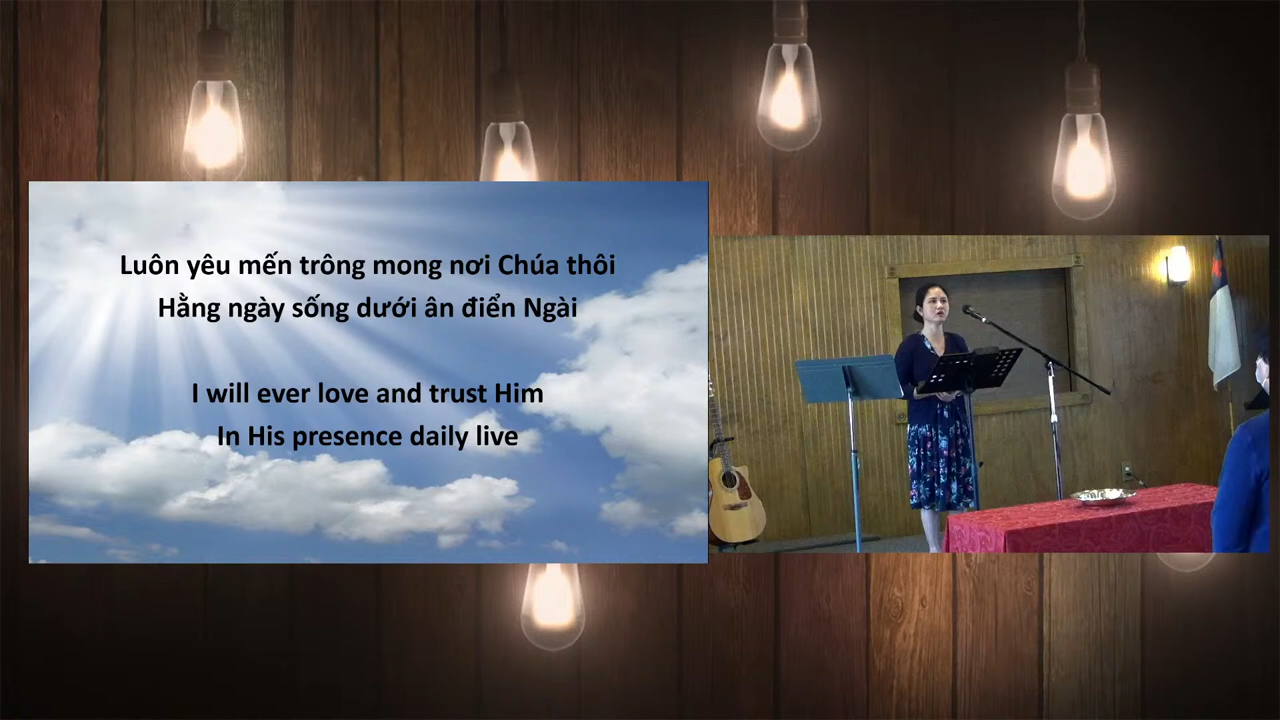 Luôn yêu mến trông mong nơi Chúa thôi
Hằng ngày sống dưới ân điển Ngài
I will ever love and trust Him
In His presence daily live